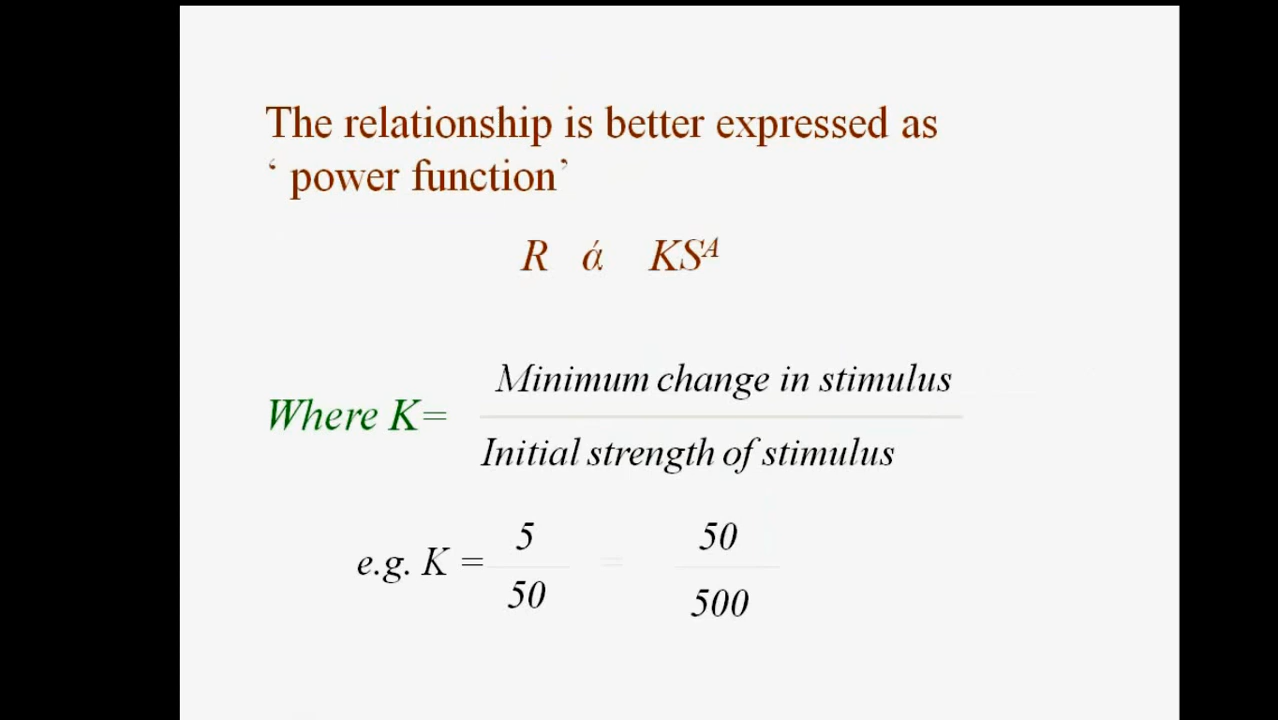 The relationship is better expressed as
‘ power function’
R ά KSᴬ
Minimum change in stimulus
Where K=
Initial strength of stimulus
5 50
e.g. K = =
50 500